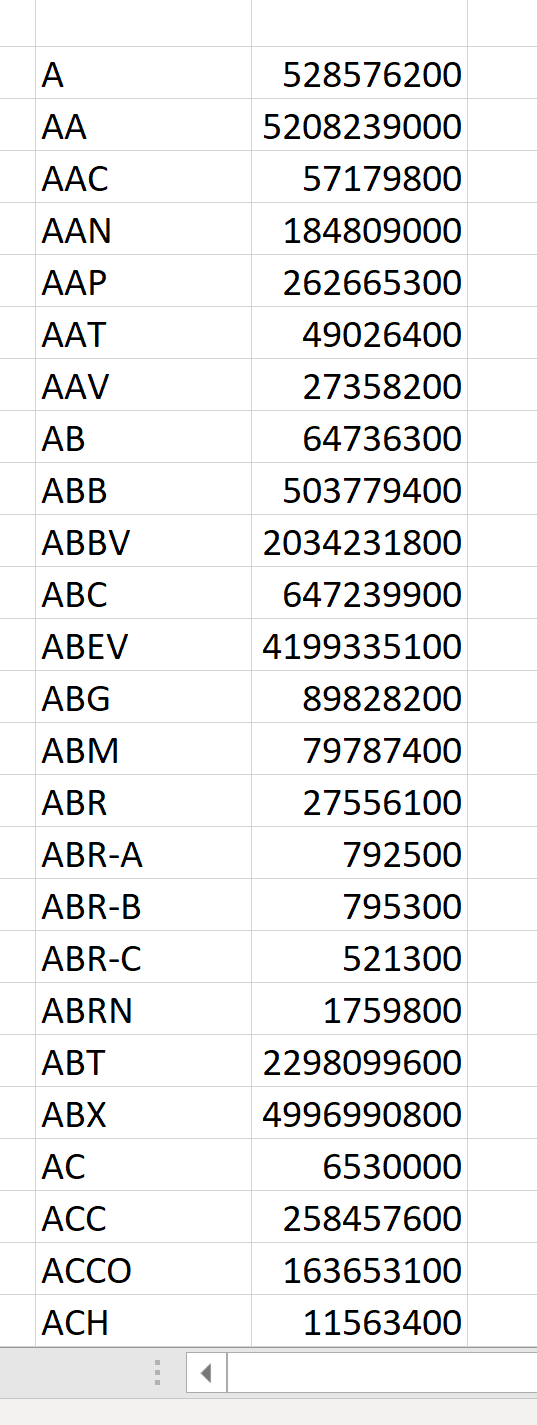 A 528576200
AA 5208239000
AAC 57179800
AAN 184809000
AAP 262665300
AAT 49026400
AAV 27358200
AB 64736300
ABB 503779400
ABBV 2034231800
ABC 647239900
ABEV 4199335100
ABG 89828200
ABM 79787400
ABR 27556100
ABR-A 792500
ABR-B 795300
ABR-C 521300
ABRN 1759800
ABT 2298099600
ABX 4996990800
AC 6530000
ACC 258457600
ACCO 163653100
ACH 11563400